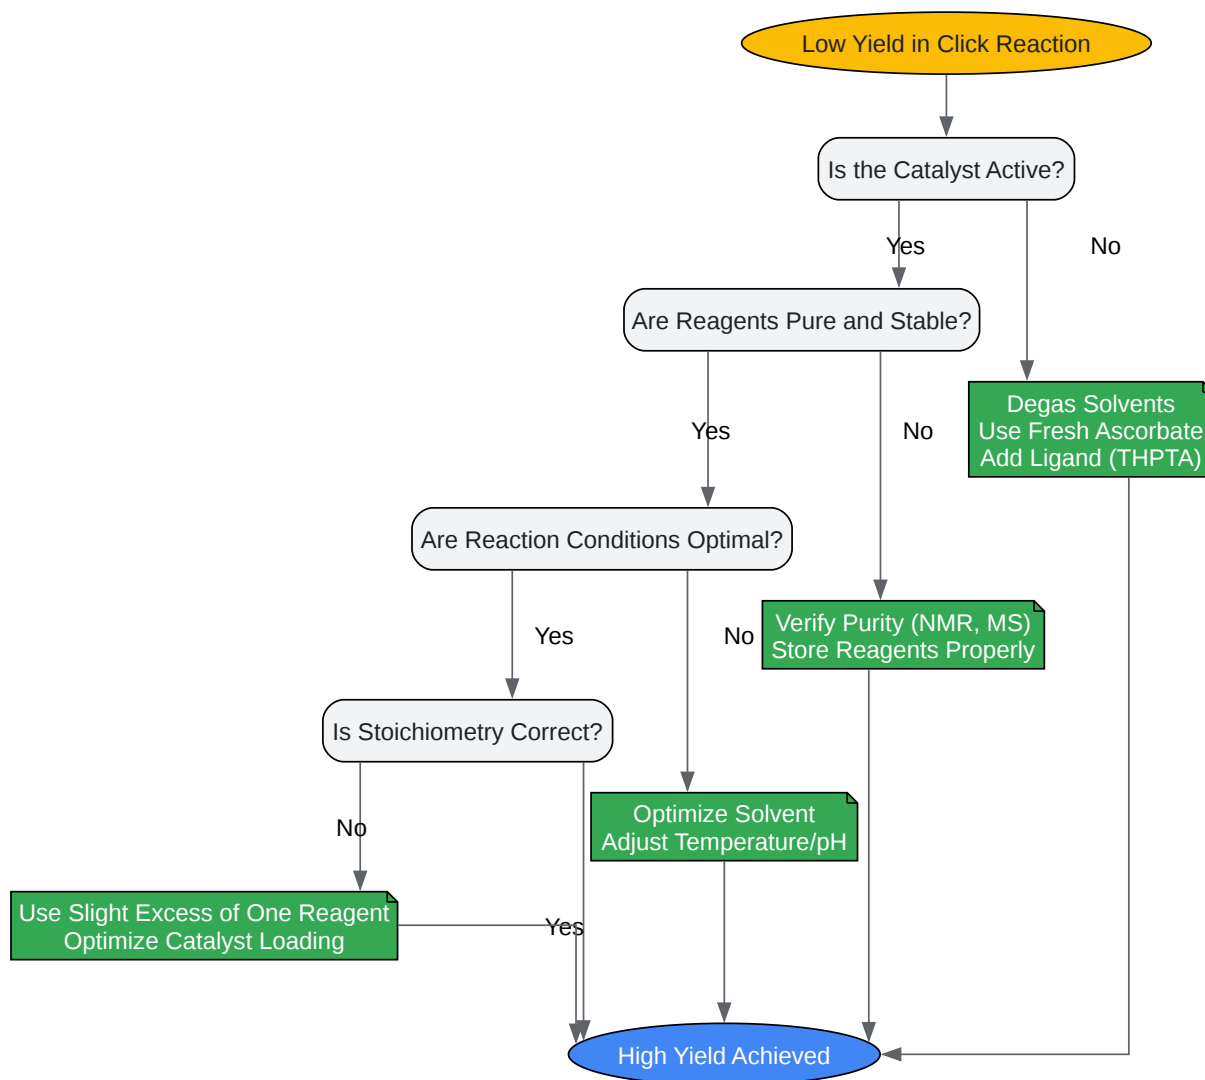 Low Yield in Click Reaction
Is the Catalyst Active?
Yes
No
Are Reagents Pure and Stable?
Degas Solvents
Use Fresh Ascorbate
Add Ligand (THPTA)
Yes
No
Are Reaction Conditions Optimal?
Verify Purity (NMR, MS)
Store Reagents Properly
Yes
No
Is Stoichiometry Correct?
Optimize Solvent
Adjust Temperature/pH
No
Use Slight Excess of One Reagent
Optimize Catalyst Loading
Yes
High Yield Achieved